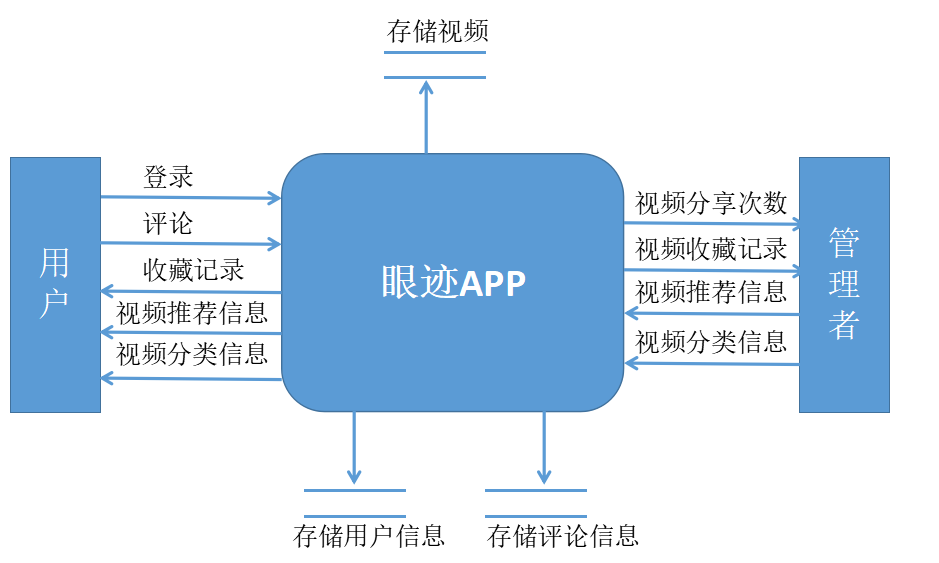 存储视频
登录
评论
收藏记录
视频推荐信息
视频分类信息
用户
眼迹APP
视频分享次数
视频收藏记录
视频推荐信息
视频分类信息
管理者
存储用户信息
存储评论信息